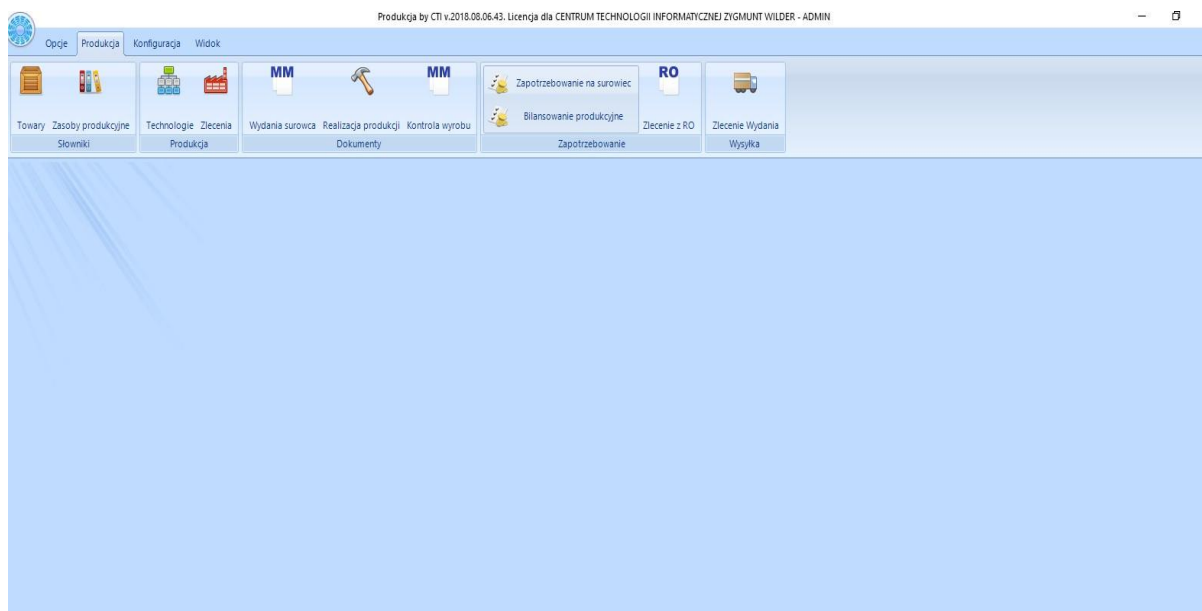 Produkcja by CTI v.2018.08.06.43. Licencja dla CENTRUM TECHNOLOGII INFORMATYCZNEJ ZYGMUNT WILDER - ADMIN
Opcje Produkcja Konfiguracja Widok
MM MM Zapotrzebowanie na surowiec RO
Bilansowanie produkcyjne
Towary Zasoby produkcyjne Technologie Zlecenia Wydania surowca Realizacja produkcji Kontrola wyrobu Zlecenie z RO Zlecenie Wydania
Słowniki Produkcja Dokumenty Zapotrzebowanie Wysyłka